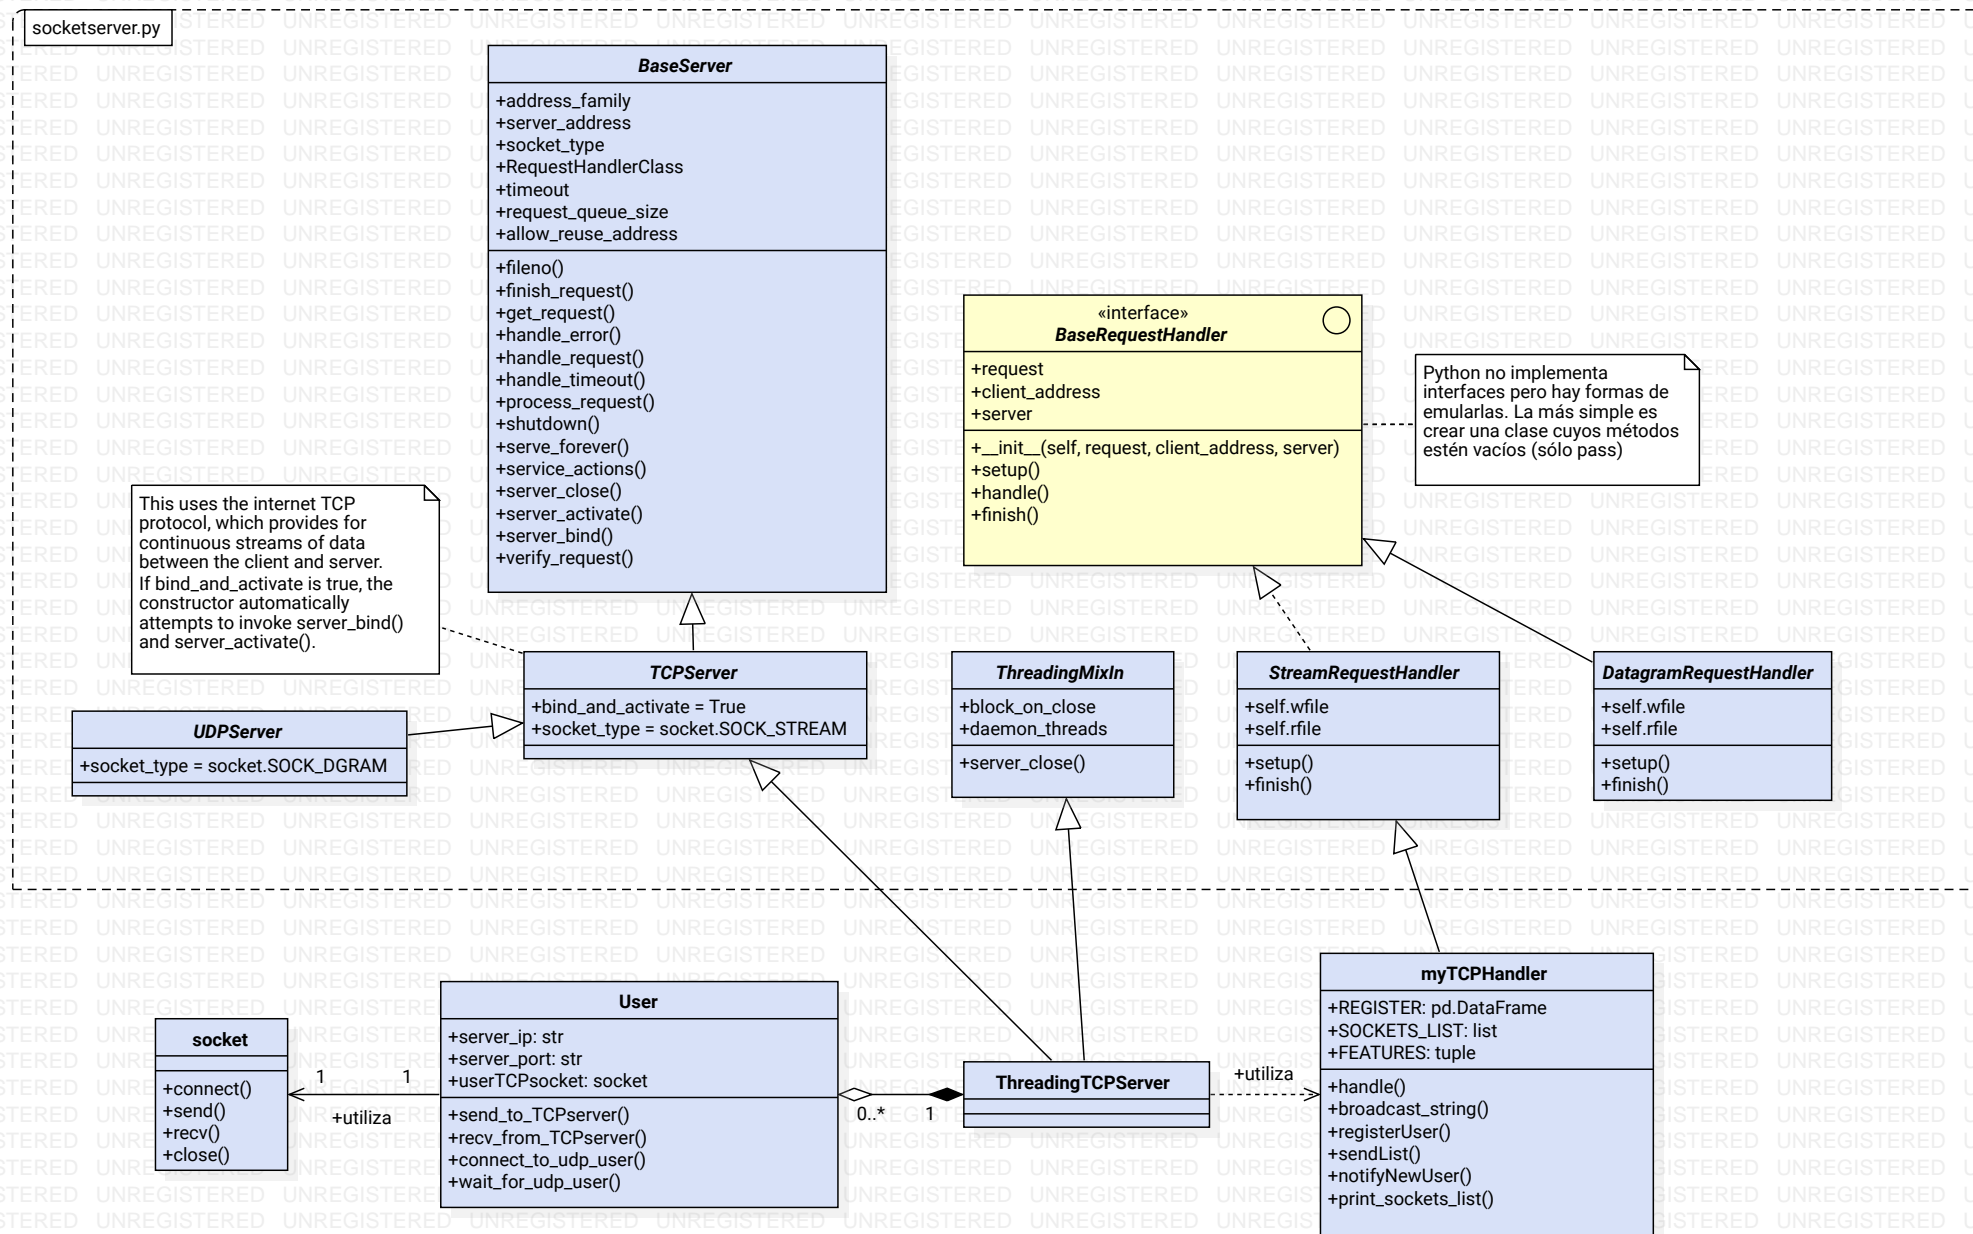 socketserver.py
BaseServer
+address_family
+server_address
+socket_type
+RequestHandlerClass
+timeout
+request_queue_size
+allow_reuse_address
+fileno()
+finish_request()
+get_request()
+handle_error()
+handle_request()
+handle_timeout()
+process_request()
+shutdown()
+serve_forever()
+service_actions()
+server_close()
+server_activate()
+server_bind()
+verify_request()
«interface»
BaseRequestHandler
+request
+client_address
+server
+__init__(self, request, client_address, server)
+setup()
+handle()
+finish()
Python no implementa
interfaces pero hay formas de
emularlas. La más simple es
crear una clase cuyos métodos
estén vacíos (sólo pass)
This uses the internet TCP
protocol, which provides for
continuous streams of data
between the client and server.
If bind_and_activate is true, the
constructor automatically
attempts to invoke server_bind()
and server_activate().
UDPServer
+socket_type = socket.SOCK_DGRAM
TCPServer
+bind_and_activate = True
+socket_type = socket.SOCK_STREAM
ThreadingMixIn
+block_on_close
+daemon_threads
+server_close()
StreamRequestHandler
+self.wfile
+self.rfile
+setup()
+finish()
DatagramRequestHandler
+self.wfile
+self.rfile
+setup()
+finish()
socket
+connect()
+send()
+recv()
+close()
1
1
+utiliza
User
+server_ip: str
+server_port: str
+userTCPsocket: socket
+send_to_TCPserver()
+recv_from_TCPserver()
+connect_to_udp_user()
+wait_for_udp_user()
0..*
1
ThreadingTCPServer
+utiliza
myTCPHandler
+REGISTER: pd.DataFrame
+SOCKETS_LIST: list
+FEATURES: tuple
+handle()
+broadcast_string()
+registerUser()
+sendList()
+notifyNewUser()
+print_sockets_list()
UNREGISTERED